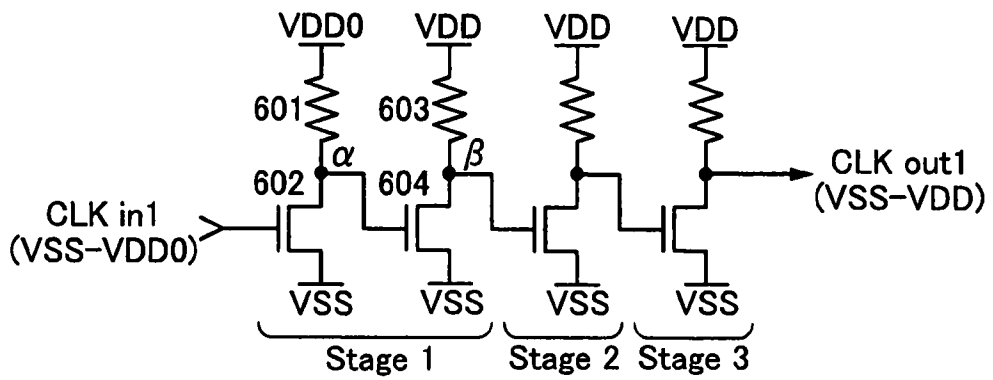 VDD0 VDD VDD VDD
601 603
α β
602 604
CLK in1
(VSS-VDD0)
CLK out1
(VSS-VDD)
VSS VSS VSS VSS
Stage 1 Stage 2 Stage 3